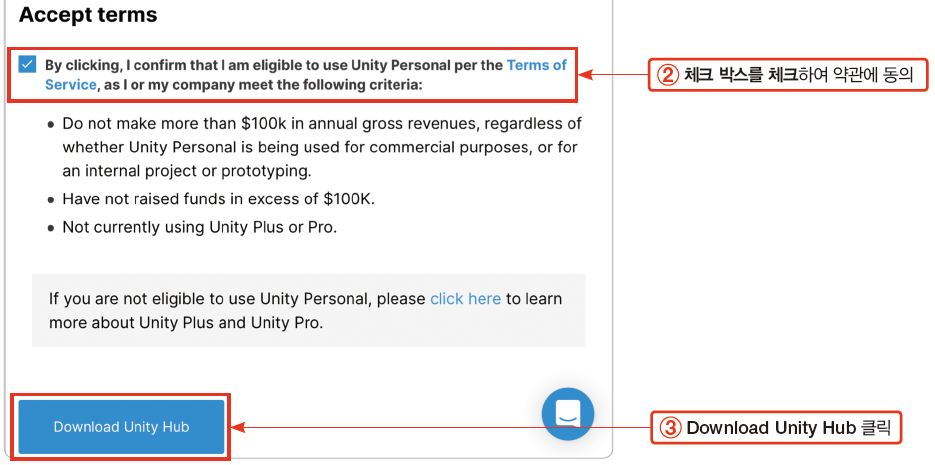 Accept terms
By clicking, I confirm that I am eligible to use Unity Personal per the Terms of
Service, as I or my company meet the following criteria:
② 체크 박스를 체크하여 약관에 동의
• Do not make more than $100k in annual gross revenues, regardless of
whether Unity Personal is being used for commercial purposes, or for
an internal project or prototyping.
• Have not raised funds in excess of $100K.
• Not currently using Unity Plus or Pro.
If you are not eligible to use Unity Personal, please click here to learn
more about Unity Plus and Unity Pro.
Download Unity Hub
③ Download Unity Hub 클릭